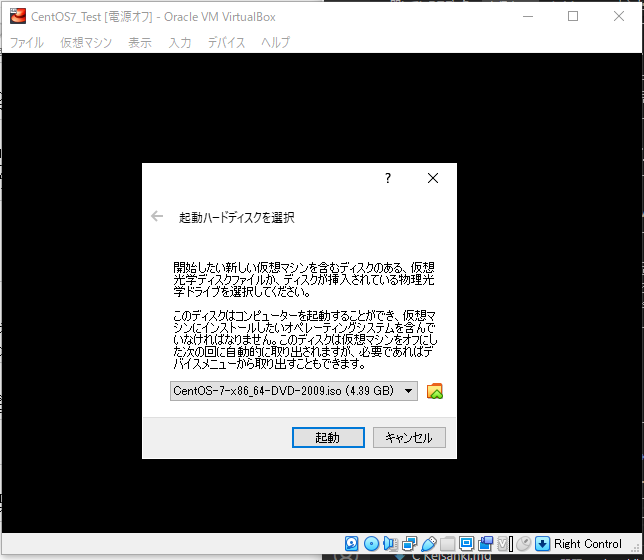 CentOS7_Test [電源オフ] - Oracle VM VirtualBox
ファイル 仮想マシン 表示 入力 デバイス ヘルプ
?
起動ハードディスクを選択
開始したい新しい仮想マシンを含むディスクのある、仮想
光学ディスクファイルか、ディスクが挿入されている物理光
学ドライブを選択してください。
このディスクはコンピューターを起動することができ、仮想マ
シンにインストールしたいオペレーティングシステムを含んで
いなければなりません。このディスクは仮想マシンをオフにし
た次の回に自動的に取り出されますが、必要であればデ
バイスメニューから取り出すこともできます。
CentOS-7-x86_64-DVD-2009.iso (4.39 GB)
起動 キャンセル
Right Control
C Keisanki.md